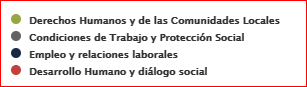 Derechos Humanos y de las Comunidades Locales
Condiciones de Trabajo y Protección Social
Empleo y relaciones laborales
Desarrollo Humano y diálogo social